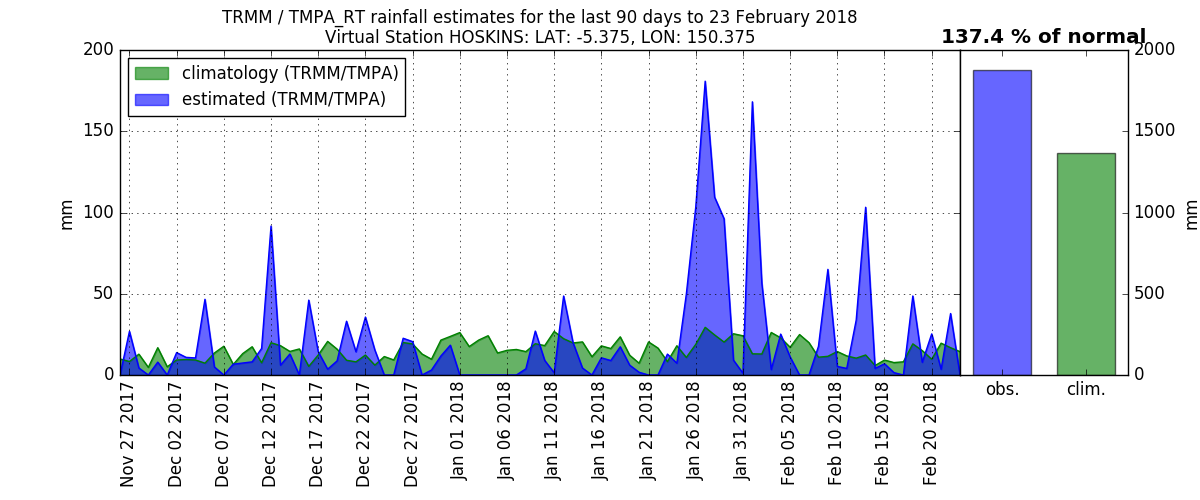 TRMM / TMPA_RT rainfall estimates for the last 90 days to 23 February 2018
Virtual Station HOSKINS: LAT: -5.375, LON: 150.375
137.4 % of normal
climatology (TRMM/TMPA)
estimated (TRMM/TMPA)
200
150
100
50
0
mm
2000
1500
1000
500
0
mm
obs.
clim.
Nov 27 2017
Dec 02 2017
Dec 07 2017
Dec 12 2017
Dec 17 2017
Dec 22 2017
Dec 27 2017
Jan 01 2018
Jan 06 2018
Jan 11 2018
Jan 16 2018
Jan 21 2018
Jan 26 2018
Jan 31 2018
Feb 05 2018
Feb 10 2018
Feb 15 2018
Feb 20 2018